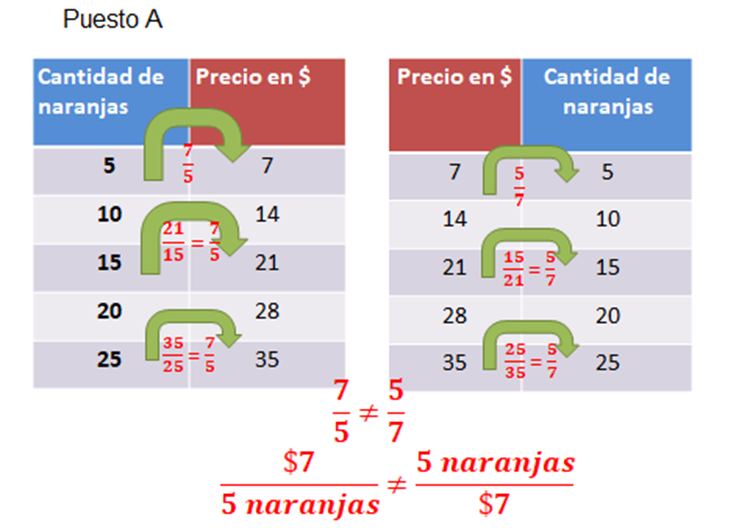 Puesto A
Cantidad de naranjas Precio en $
5 7/5 7
10 14
15 21/15 = 7/5 21
20 28
25 35/25 = 7/5 35
Precio en $ Cantidad de naranjas
7 5/7 5
14 10
21 15/21 = 5/7 15
28 20
35 25/35 = 5/7 25
7/5 ≠ 5/7
$7/5 naranjas ≠ 5 naranjas/$7